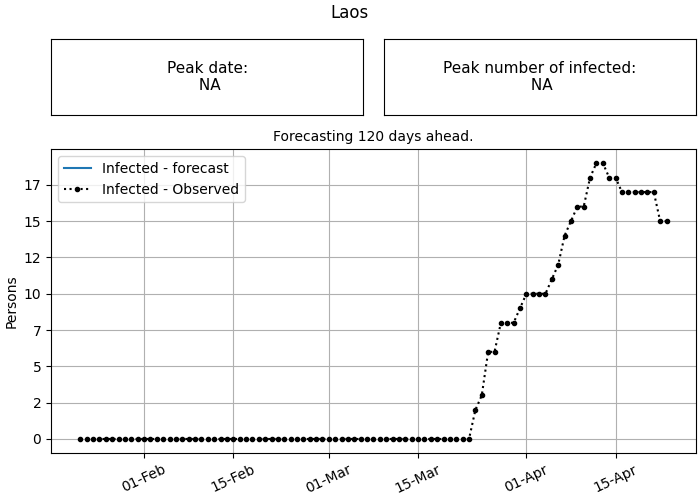 Laos
Peak date:
NA
Peak number of infected:
NA
Forecasting 120 days ahead.
Infected - forecast
Infected - Observed
Persons
17
15
12
10
7
5
2
0
01-Feb
15-Feb
01-Mar
15-Mar
01-Apr
15-Apr